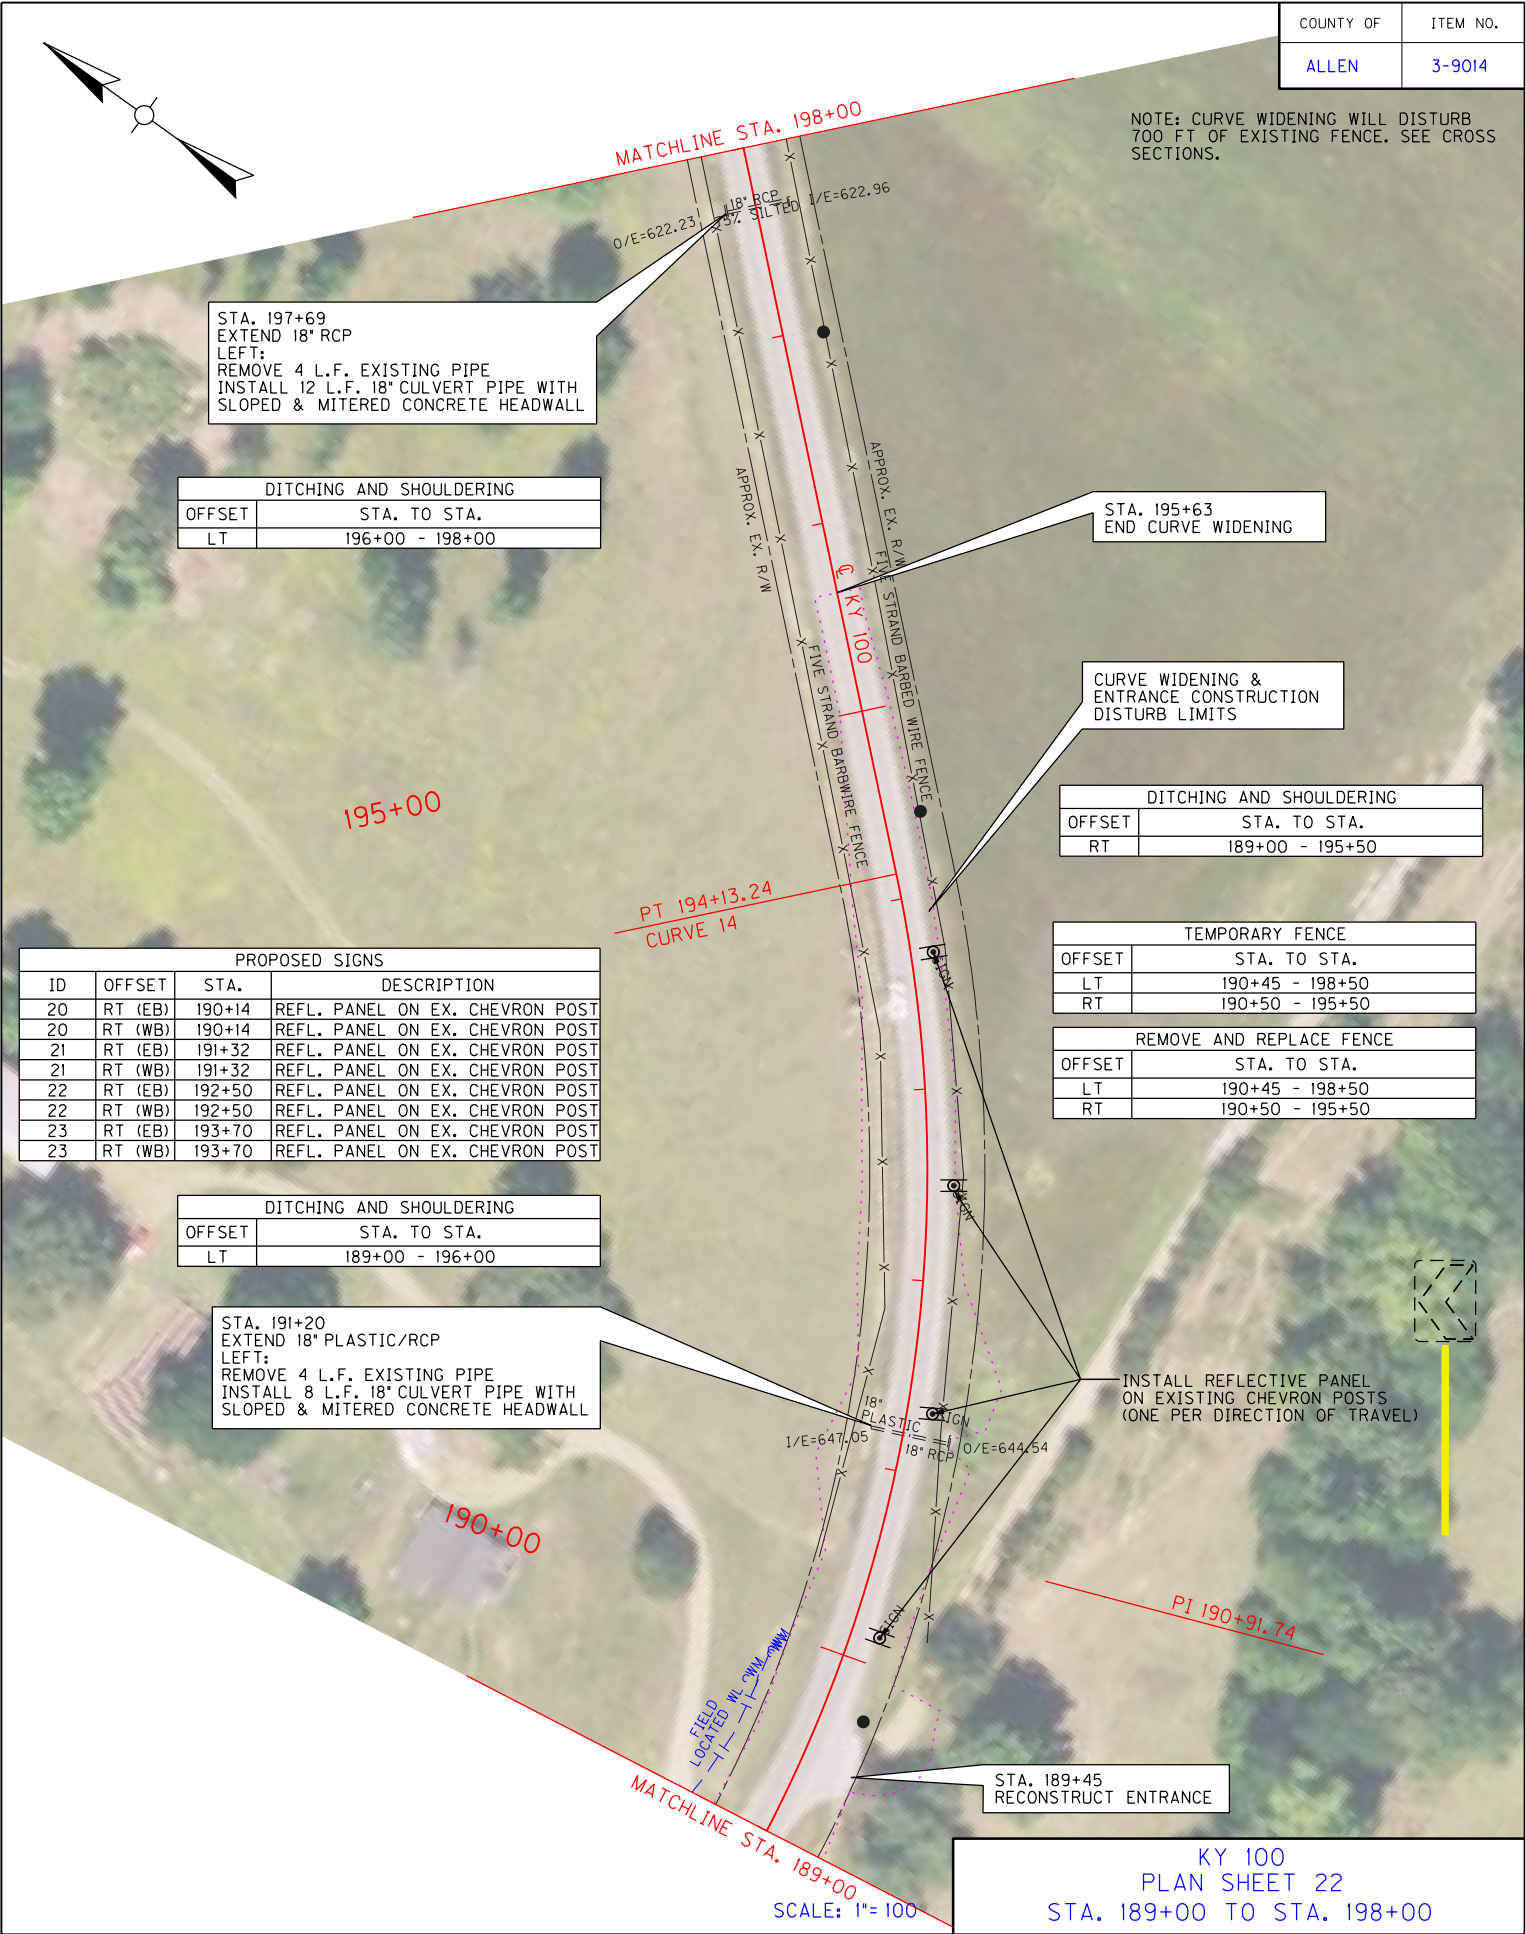 COUNTY OF ITEM NO.
ALLEN 3-9014
NOTE: CURVE WIDENING WILL DISTURB
700 FT OF EXISTING FENCE. SEE CROSS
SECTIONS.
MATCHLINE STA. 198+00
18" RCP
75% SILTED
I/E=622.96
O/E=622.23
STA. 197+69
EXTEND 18" RCP
LEFT:
REMOVE 4 L.F. EXISTING PIPE
INSTALL 12 L.F. 18" CULVERT PIPE WITH
SLOPED & MITERED CONCRETE HEADWALL
DITCHING AND SHOULDERING
OFFSET STA. TO STA.
LT 196+00 - 198+00
APPROX. EX. R/W
APPROX. EX. R/W
STA. 195+63
END CURVE WIDENING
℄ KY 100
FIVE STRAND BARBED WIRE FENCE
FIVE STRAND BARBWIRE FENCE
CURVE WIDENING &
ENTRANCE CONSTRUCTION
DISTURB LIMITS
195+00
DITCHING AND SHOULDERING
OFFSET STA. TO STA.
RT 189+00 - 195+50
PT 194+13.24
CURVE 14
TEMPORARY FENCE
OFFSET STA. TO STA.
LT 190+45 - 198+50
RT 190+50 - 195+50
REMOVE AND REPLACE FENCE
OFFSET STA. TO STA.
LT 190+45 - 198+50
RT 190+50 - 195+50
PROPOSED SIGNS
ID OFFSET STA. DESCRIPTION
20 RT (EB) 190+14 REFL. PANEL ON EX. CHEVRON POST
20 RT (WB) 190+14 REFL. PANEL ON EX. CHEVRON POST
21 RT (EB) 191+32 REFL. PANEL ON EX. CHEVRON POST
21 RT (WB) 191+32 REFL. PANEL ON EX. CHEVRON POST
22 RT (EB) 192+50 REFL. PANEL ON EX. CHEVRON POST
22 RT (WB) 192+50 REFL. PANEL ON EX. CHEVRON POST
23 RT (EB) 193+70 REFL. PANEL ON EX. CHEVRON POST
23 RT (WB) 193+70 REFL. PANEL ON EX. CHEVRON POST
SIGN
SIGN
DITCHING AND SHOULDERING
OFFSET STA. TO STA.
LT 189+00 - 196+00
STA. 191+20
EXTEND 18" PLASTIC/RCP
LEFT:
REMOVE 4 L.F. EXISTING PIPE
INSTALL 8 L.F. 18" CULVERT PIPE WITH
SLOPED & MITERED CONCRETE HEADWALL
18"
PLASTIC
SIGN
I/E=647.05
18" RCP
O/E=644.54
INSTALL REFLECTIVE PANEL
ON EXISTING CHEVRON POSTS
(ONE PER DIRECTION OF TRAVEL)
190+00
PI 190+91.74
SIGN
FIELD
LOCATED WL
STA. 189+45
RECONSTRUCT ENTRANCE
MATCHLINE STA. 189+00
SCALE: 1"= 100
KY 100
PLAN SHEET 22
STA. 189+00 TO STA. 198+00